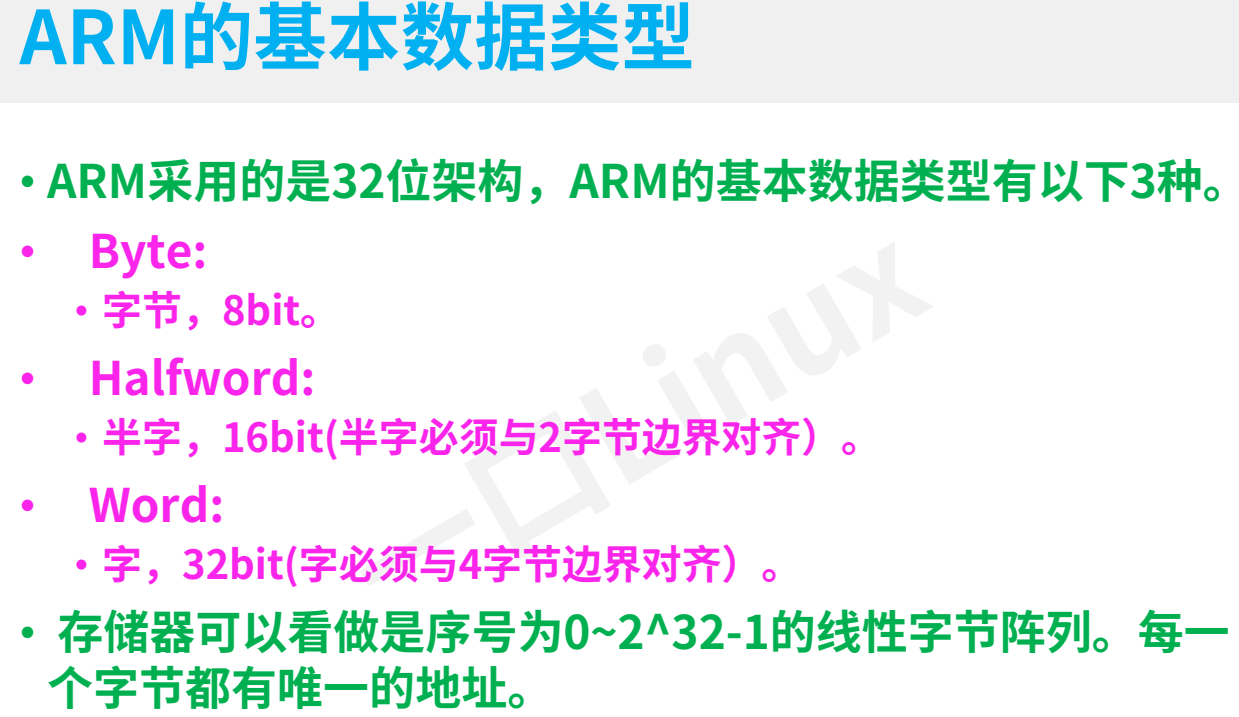 ARM的基本数据类型
• ARM采用的是32位架构，ARM的基本数据类型有以下3种。
• Byte:
• 字节，8bit。
• Halfword:
• 半字，16bit(半字必须与2字节边界对齐）。
• Word:
• 字，32bit(字必须与4字节边界对齐）。
• 存储器可以看做是序号为0~2^32-1的线性字节阵列。每一
个字节都有唯一的地址。
一口Linux